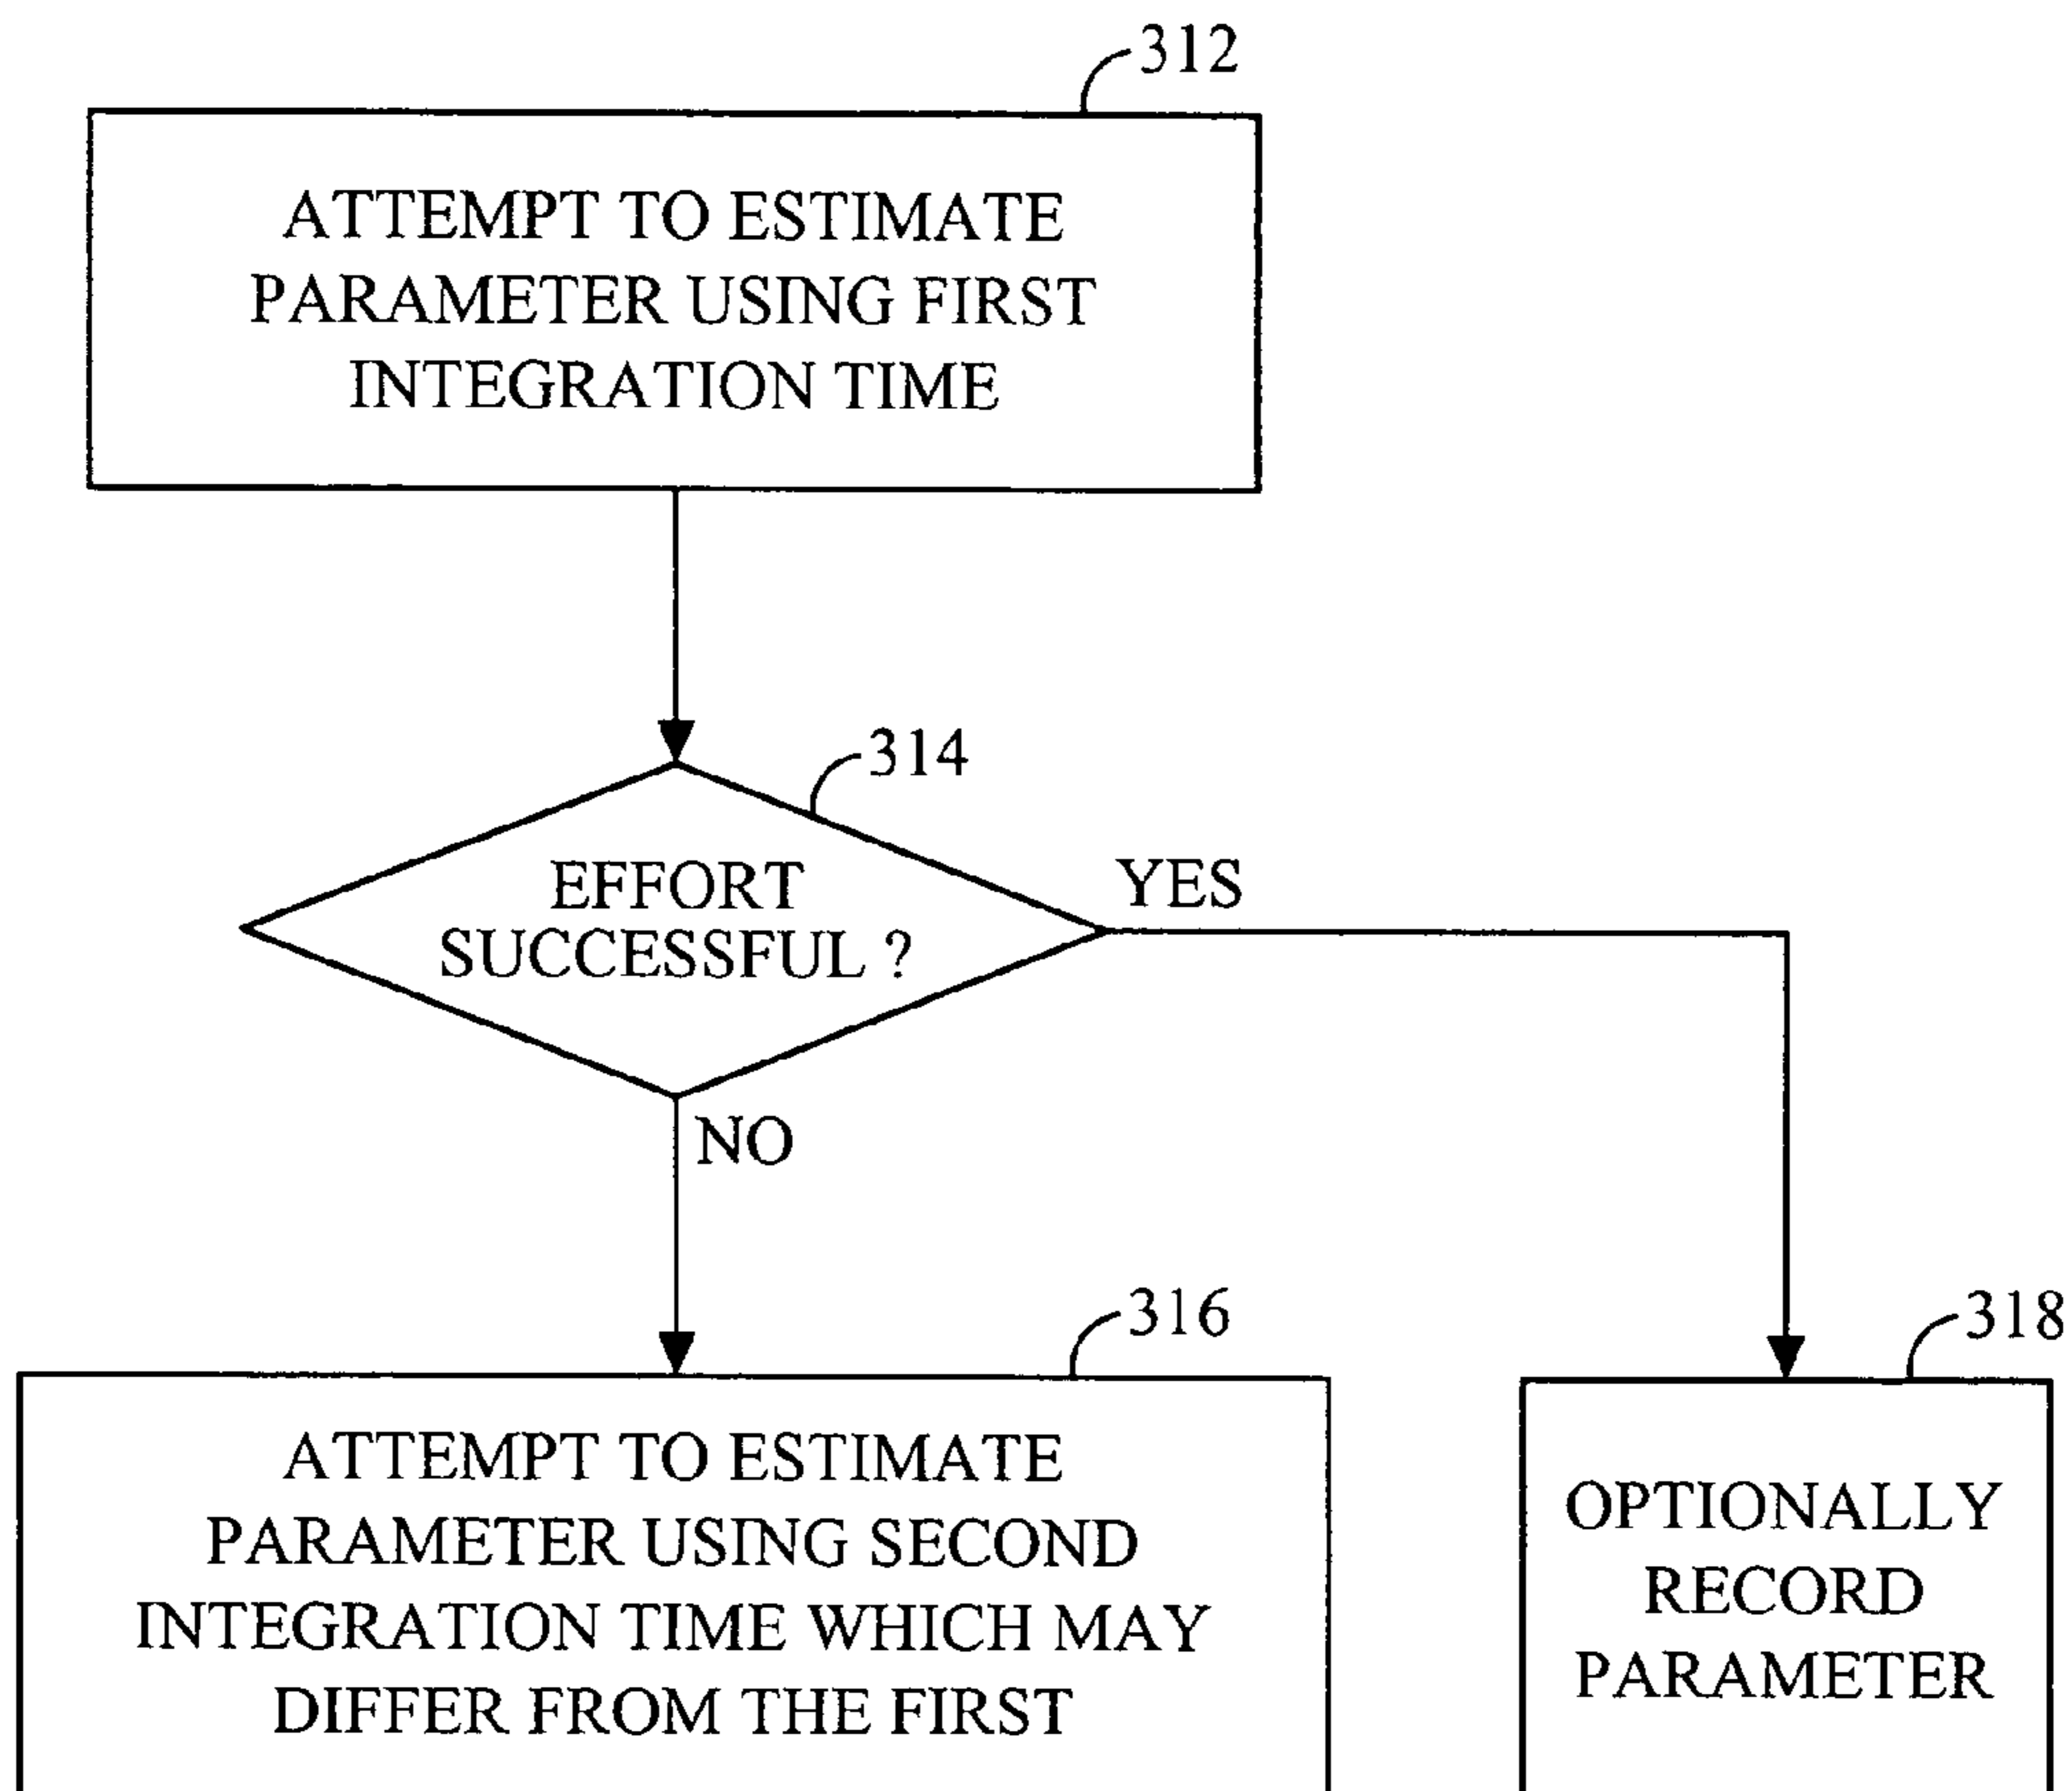 312
ATTEMPT TO ESTIMATE
PARAMETER USING FIRST
INTEGRATION TIME
314
EFFORT
SUCCESSFUL ?
YES
NO
316
ATTEMPT TO ESTIMATE
PARAMETER USING SECOND
INTEGRATION TIME WHICH MAY
DIFFER FROM THE FIRST
318
OPTIONALLY
RECORD
PARAMETER